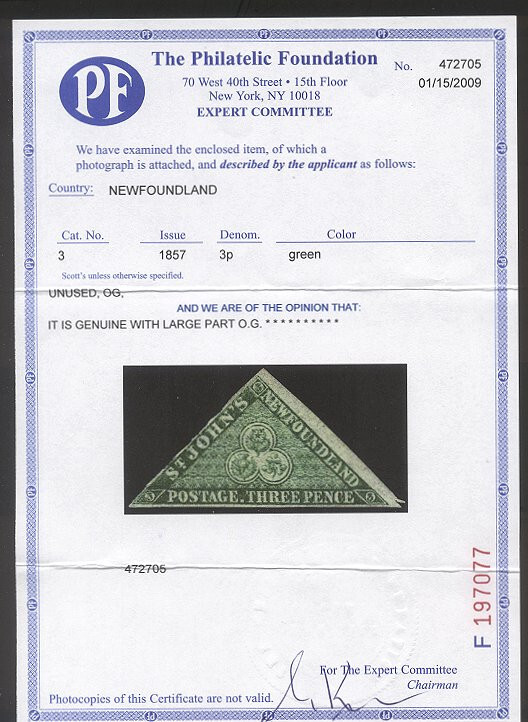 PF
The Philatelic Foundation
70 West 40th Street • 15th Floor
New York, NY 10018
EXPERT COMMITTEE
No. 472705
01/15/2009
We have examined the enclosed item, of which a
photograph is attached, and described by the applicant as follows:
Country: NEWFOUNDLAND
Cat. No. Issue Denom. Color
3 1857 3p green
Scott's unless otherwise specified.
UNUSED, OG,
AND WE ARE OF THE OPINION THAT:
IT IS GENUINE WITH LARGE PART O.G. * * * * * * * * * *
ST JOHN'S
NEWFOUNDLAND
POSTAGE. THREE PENCE
3 3
472705
F 197077
For The Expert Committee
Chairman
Photocopies of this Certificate are not valid.